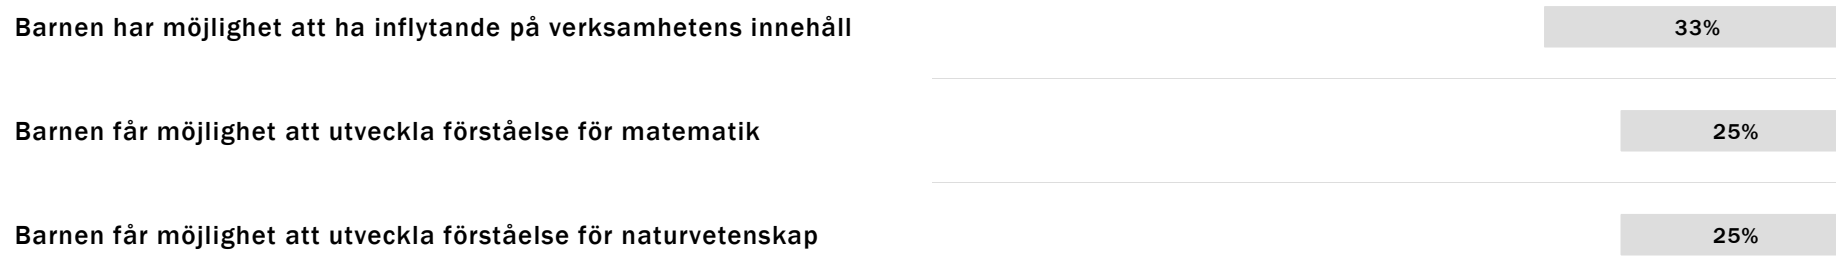 Barnen har möjlighet att ha inflytande på verksamhetens innehåll 33%
Barnen får möjlighet att utveckla förståelse för matematik 25%
Barnen får möjlighet att utveckla förståelse för naturvetenskap 25%